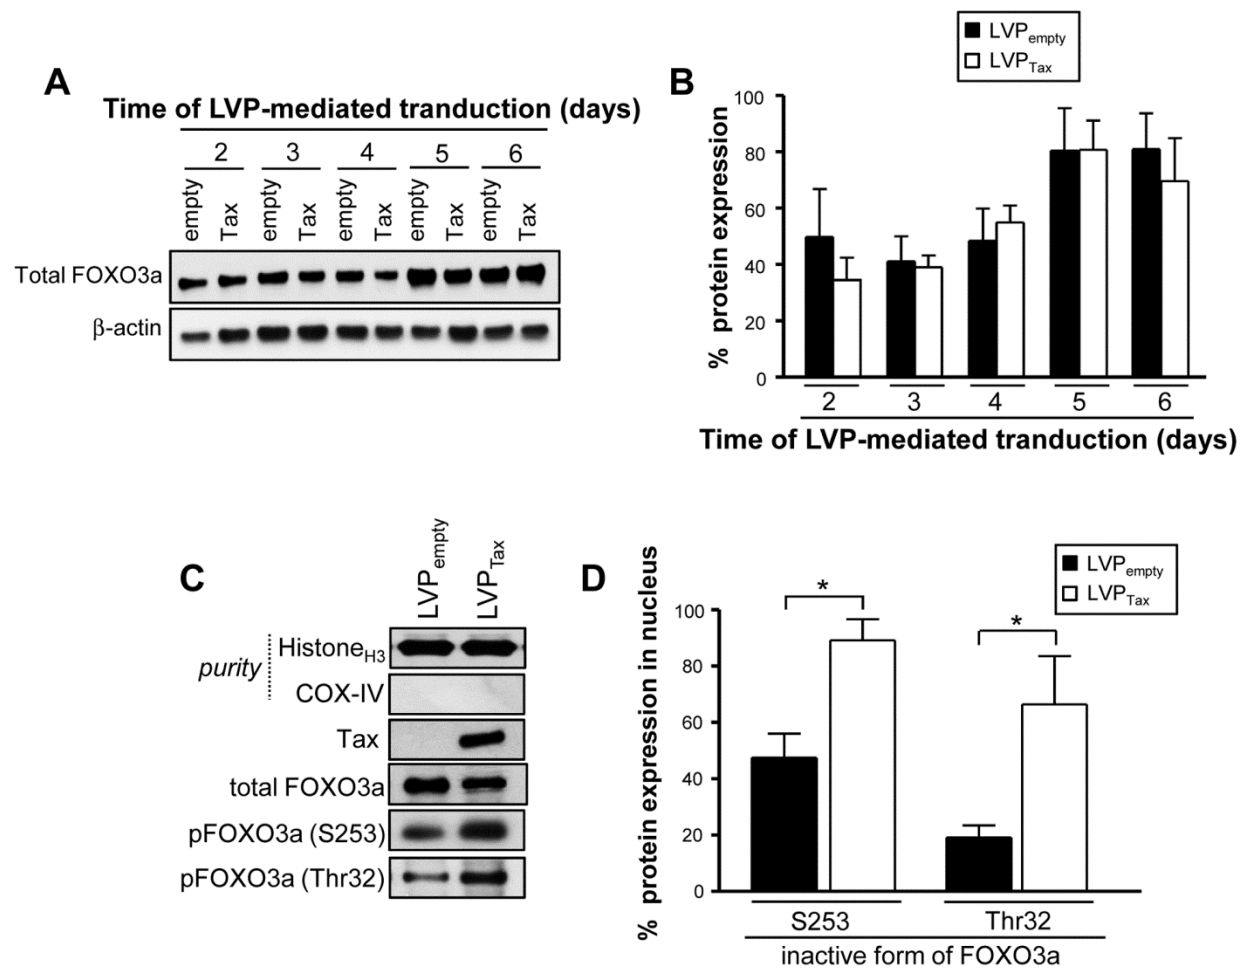 A
Time of LVP-mediated tranduction (days)
2 3 4 5 6
empty Tax empty Tax empty Tax empty Tax empty Tax
Total FOXO3a
β-actin
LVPempty
LVPTax
B
% protein expression
100
80
60
40
20
0
2 3 4 5 6
Time of LVP-mediated tranduction (days)
C
LVPempty LVPTax
purity
HistoneH3
COX-IV
Tax
total FOXO3a
pFOXO3a (S253)
pFOXO3a (Thr32)
D
LVPempty
LVPTax
% protein expression in nucleus
100
80
60
40
20
0
* *
S253 Thr32
inactive form of FOXO3a